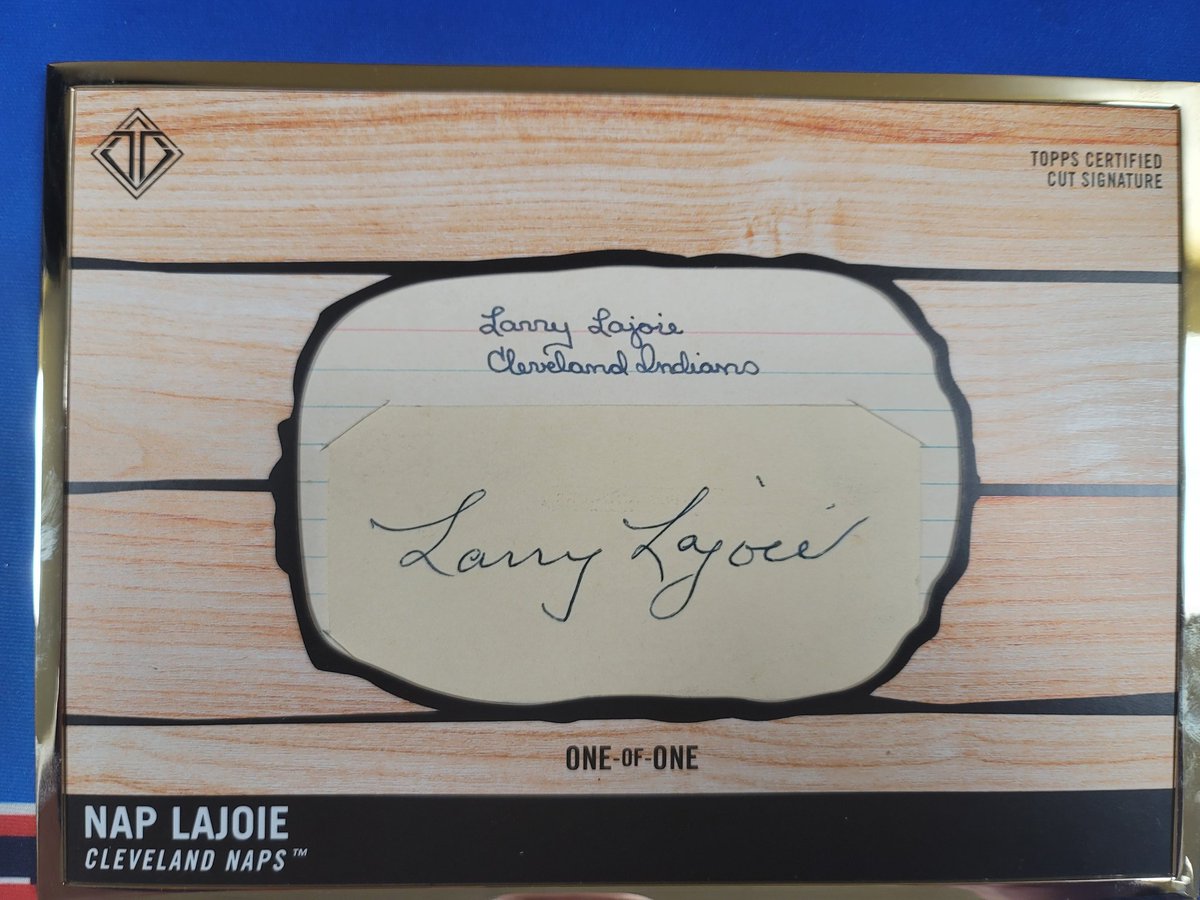 TOPPS CERTIFIED
CUT SIGNATURE
Larry Lajoie
Cleveland Indians
Larry Lajoie
ONE-OF-ONE
NAP LAJOIE
CLEVELAND NAPS™